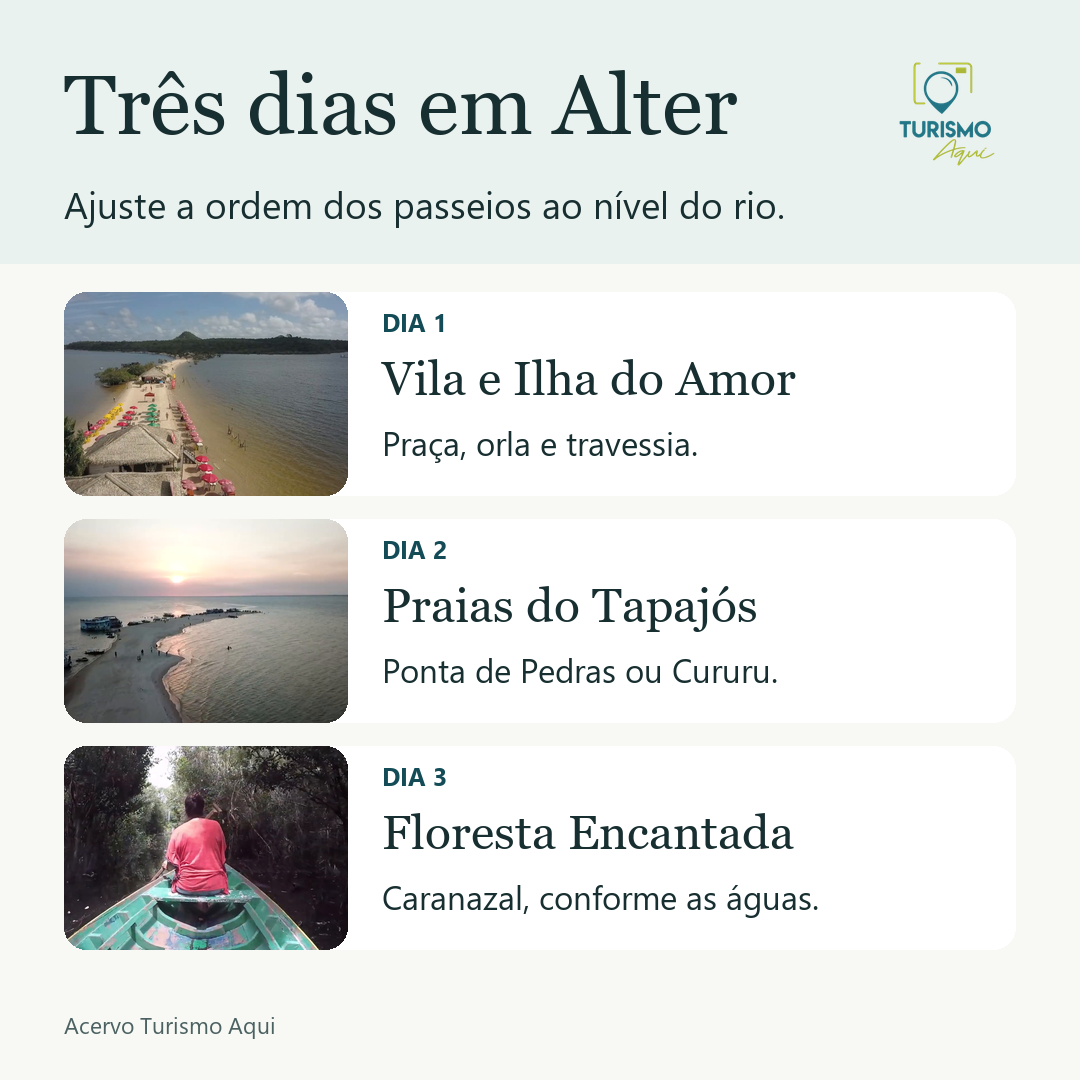 Três dias em Alter
TURISMO
Aqui
Ajuste a ordem dos passeios ao nível do rio.
DIA 1
Vila e Ilha do Amor
Praça, orla e travessia.
DIA 2
Praias do Tapajós
Ponta de Pedras ou Cururu.
DIA 3
Floresta Encantada
Caranazal, conforme as águas.
Acervo Turismo Aqui